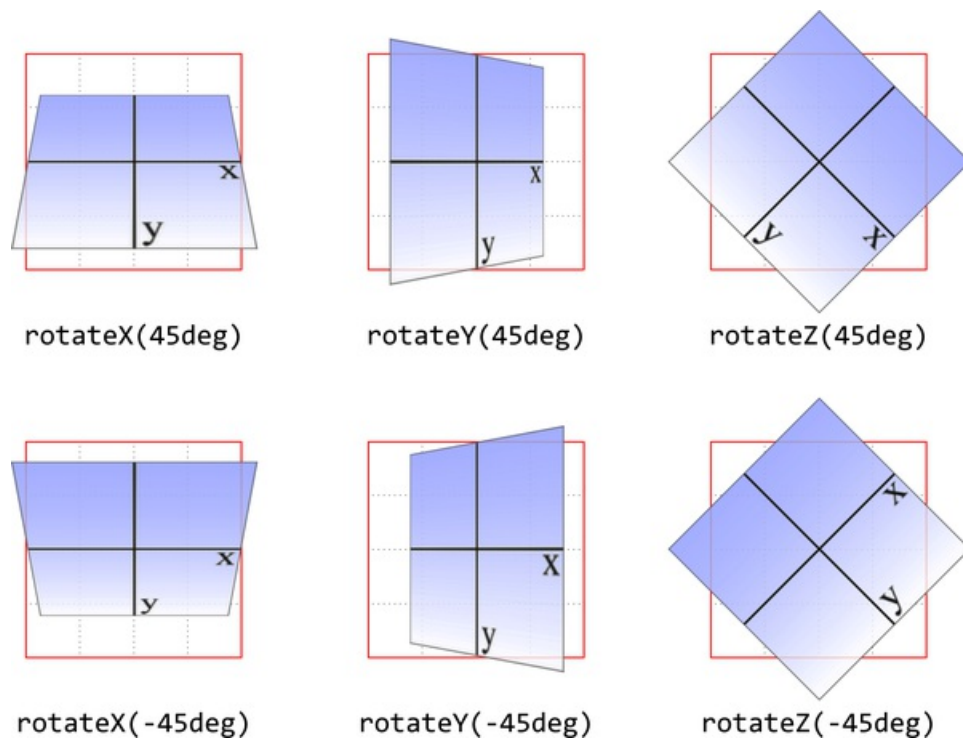 x
y
x
y
x
y
rotateX(45deg) rotateY(45deg) rotateZ(45deg)
x
y
x
y
x
y
rotateX(-45deg) rotateY(-45deg) rotateZ(-45deg)